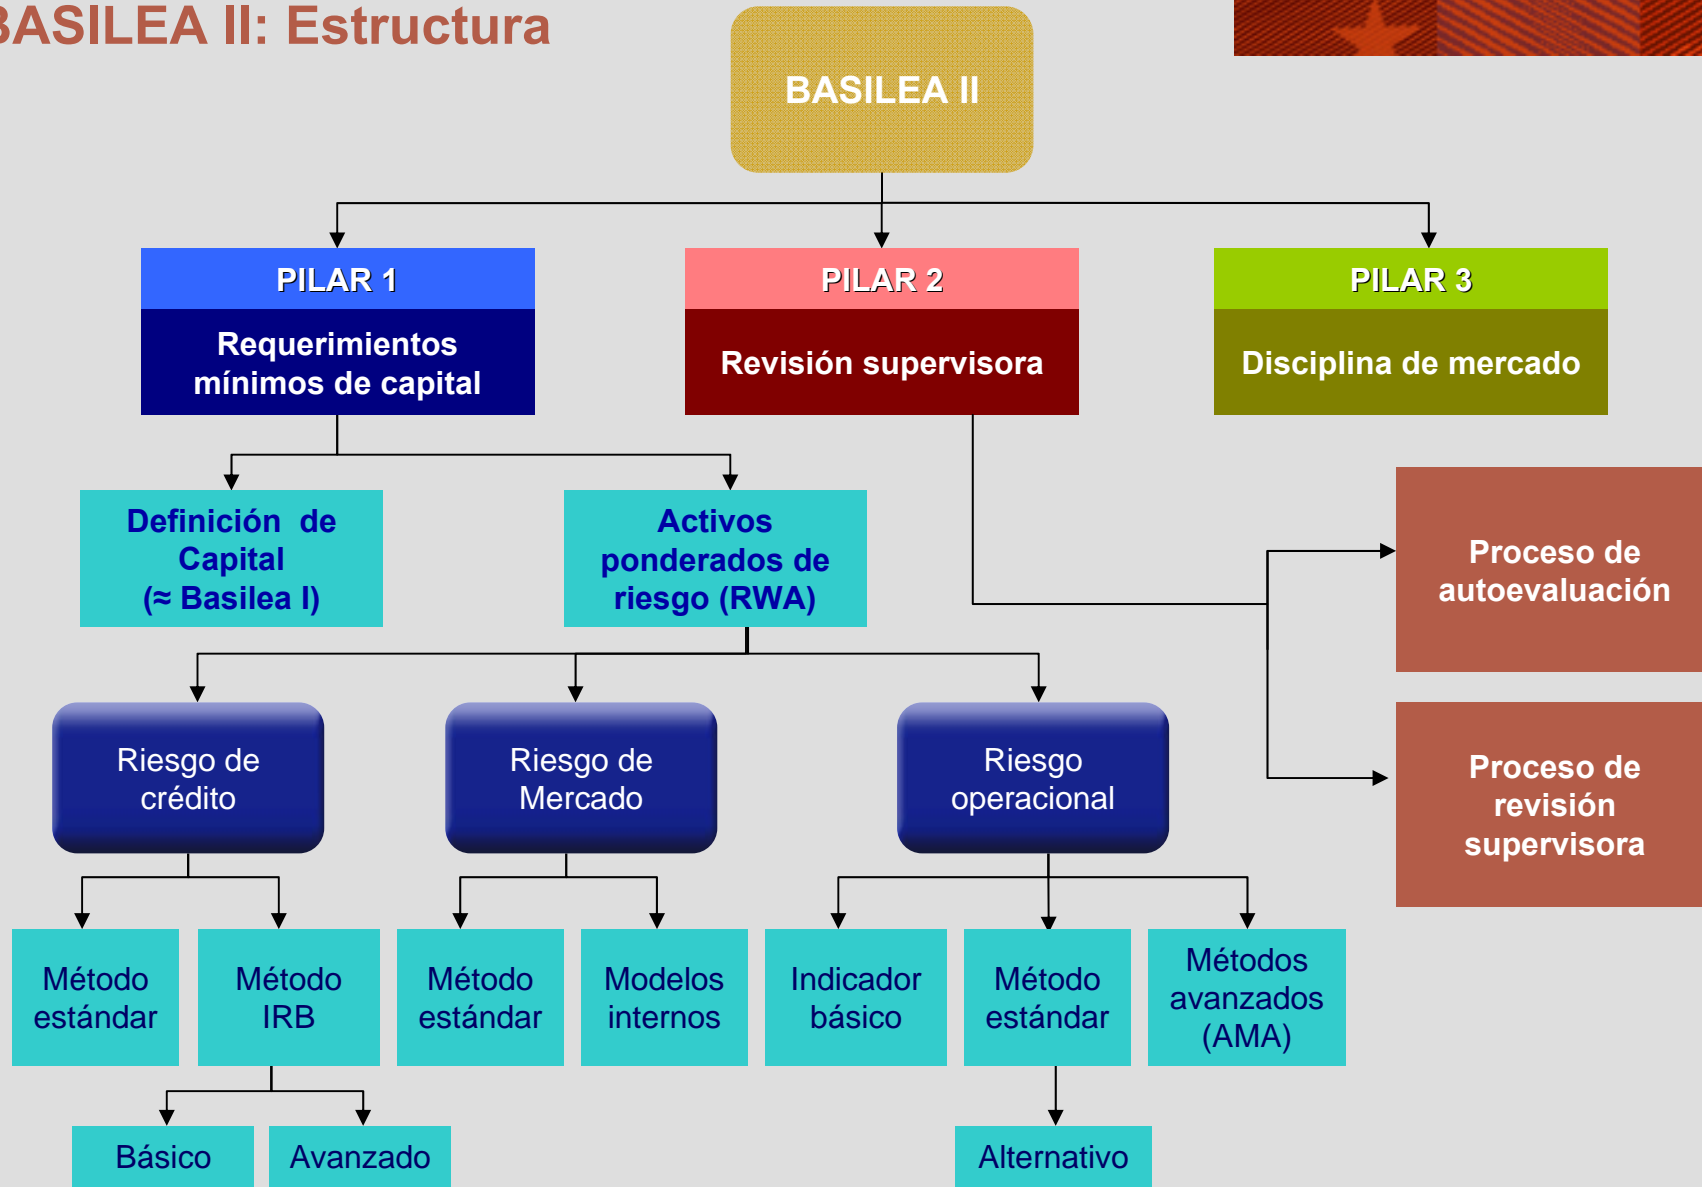 BASILEA II: Estructura
BASILEA II
PILAR 1
Requerimientos
mínimos de capital
PILAR 2
Revisión supervisora
PILAR 3
Disciplina de mercado
Definición de
Capital
(≈ Basilea I)
Activos
ponderados de
riesgo (RWA)
Proceso de
autoevaluación
Proceso de
revisión
supervisora
Riesgo de
crédito
Riesgo de
Mercado
Riesgo
operacional
Método
estándar
Método
IRB
Método
estándar
Modelos
internos
Indicador
básico
Método
estándar
Métodos
avanzados
(AMA)
Básico
Avanzado
Alternativo